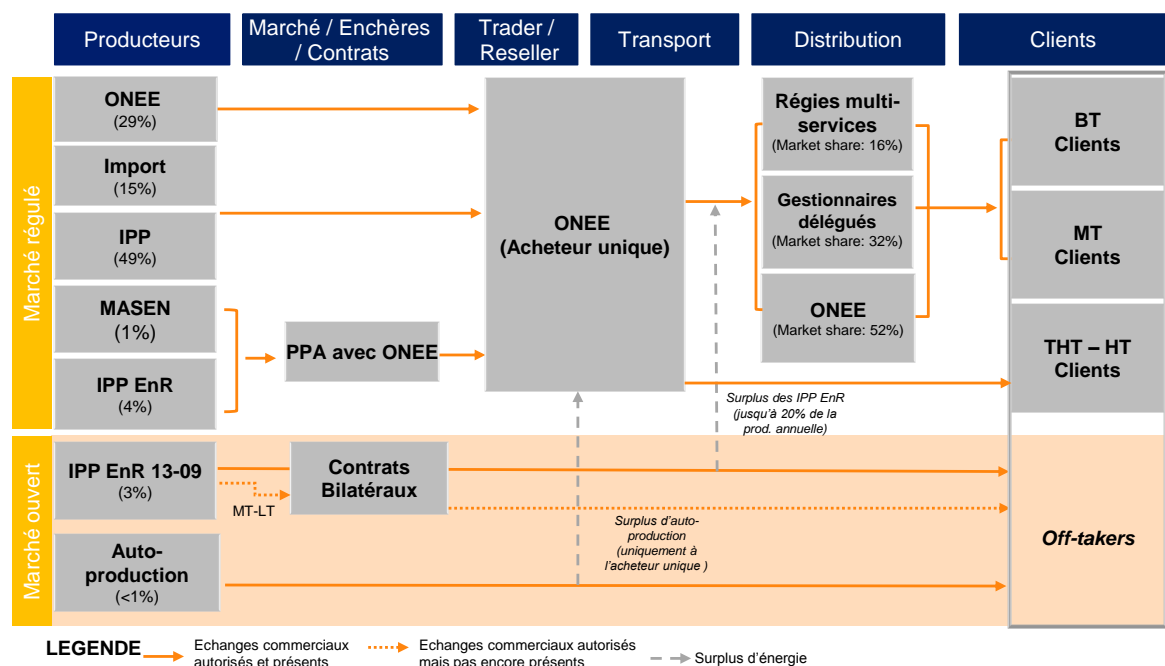 Producteurs
Marché / Enchères
/ Contrats
Trader /
Reseller
Transport
Distribution
Clients
Marché régulé
ONEE
(29%)
Import
(15%)
IPP
(49%)
MASEN
(1%)
IPP EnR
(4%)
PPA avec ONEE
ONEE
(Acheteur unique)
Régies multi-
services
(Market share: 16%)
Gestionnaires
délégués
(Market share: 32%)
ONEE
(Market share: 52%)
BT
Clients
MT
Clients
THT – HT
Clients
Surplus des IPP EnR
(jusqu'à 20% de la
prod. annuelle)
Marché ouvert
IPP EnR 13-09
(3%)
MT-LT
Contrats
Bilatéraux
Surplus d'auto-
production
(uniquement à
l'acheteur unique )
Auto-
production
(<1%)
Off-takers
LEGENDE
Echanges commerciaux
autorisés et présents
Echanges commerciaux autorisés
mais pas encore présents
Surplus d'énergie